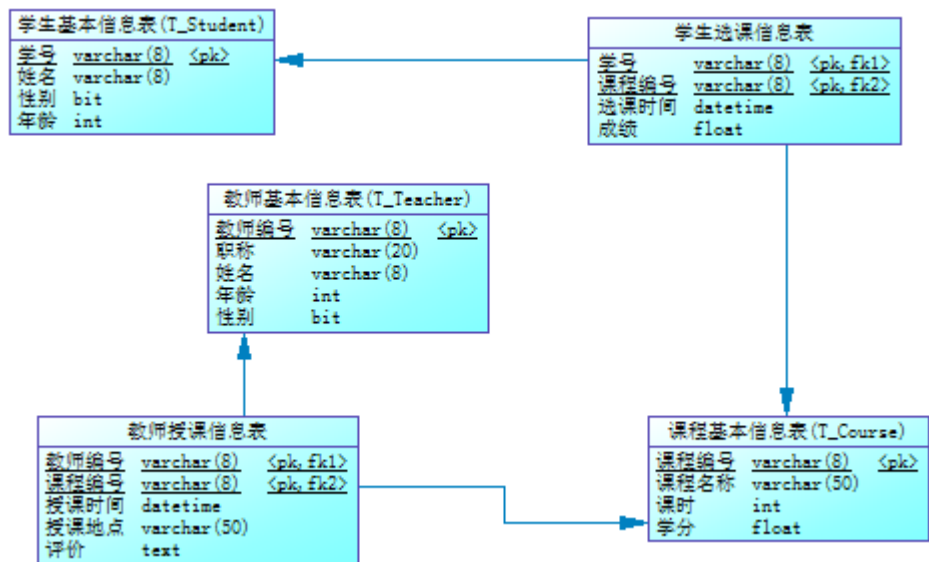 学生基本信息表(T_Student)
学号 varchar(8) <pk>
姓名 varchar(8)
性别 bit
年龄 int
学生选课信息表
学号 varchar(8) <pk,fk1>
课程编号 varchar(8) <pk,fk2>
选课时间 datetime
成绩 float
教师基本信息表(T_Teacher)
教师编号 varchar(8) <pk>
职称 varchar(20)
姓名 varchar(8)
年龄 int
性别 bit
教师授课信息表
教师编号 varchar(8) <pk,fk1>
课程编号 varchar(8) <pk,fk2>
授课时间 datetime
授课地点 varchar(50)
评价 text
课程基本信息表(T_Course)
课程编号 varchar(8) <pk>
课程名称 varchar(50)
课时 int
学分 float